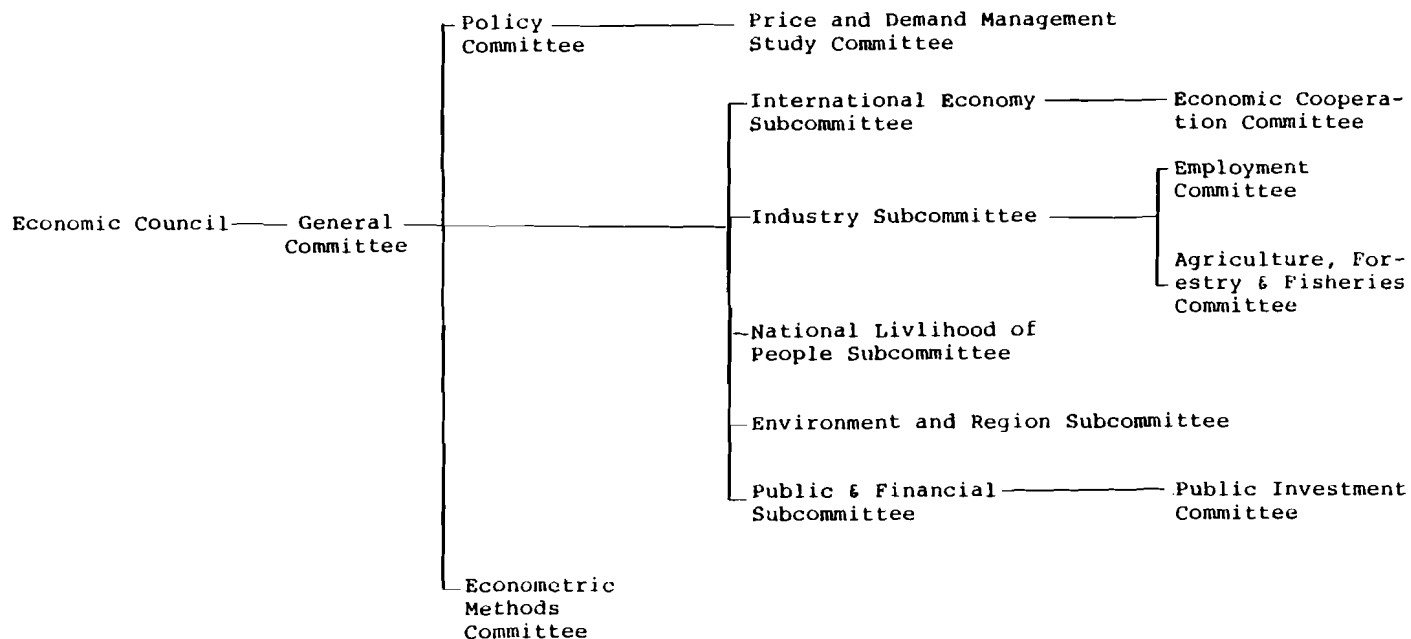 Policy
Committee
Price and Demand Management
Study Committee
International Economy
Subcommittee
Economic Coopera-
tion Committee
Employment
Committee
Economic Council
General
Committee
Industry Subcommittee
Agriculture, For-
estry & Fisheries
Committee
National Livlihood of
People Subcommittee
Environment and Region Subcommittee
Public & Financial
Subcommittee
Public Investment
Committee
Econometric
Methods
Committee